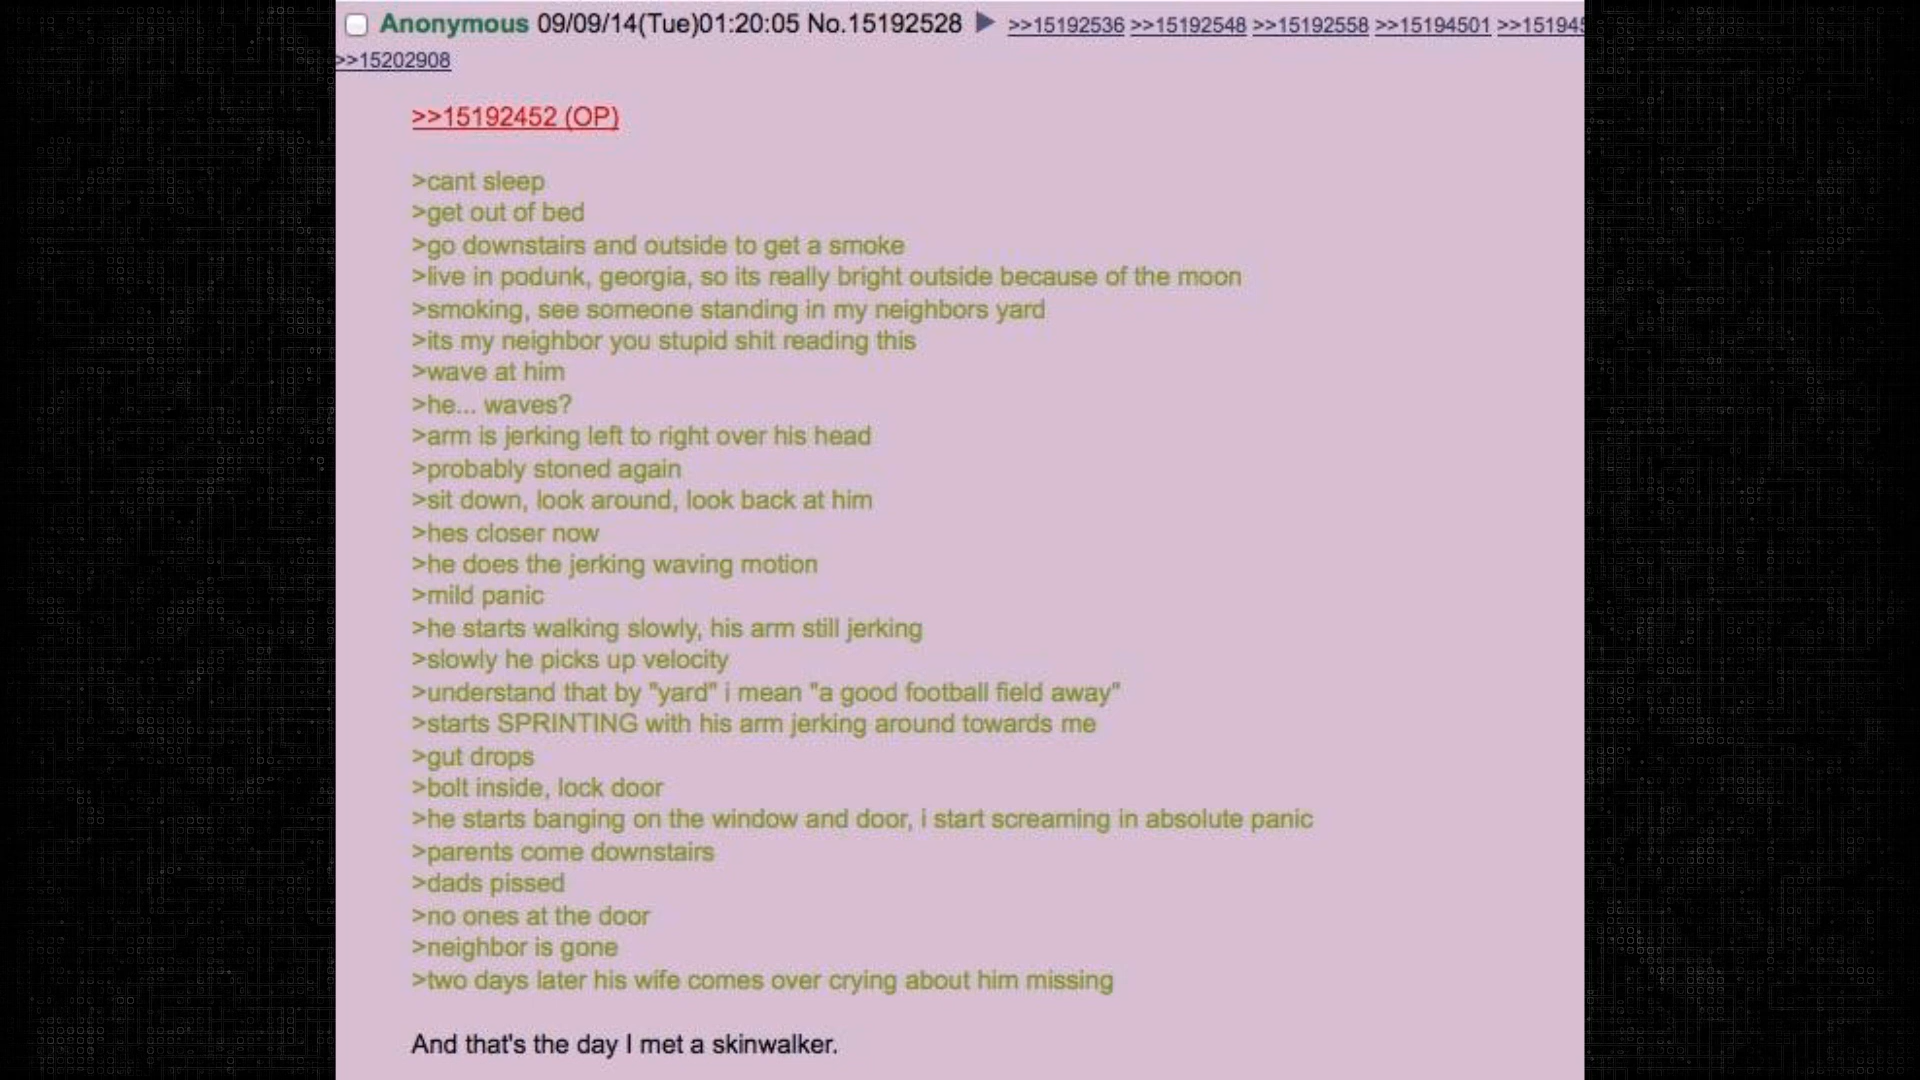 Anonymous 09/09/14(Tue)01:20:05 No.15192528 ▶ >>15192536 >>15192548 >>15192558 >>15194501
>>15202908
>>15192452 (OP)
>cant sleep
>get out of bed
>go downstairs and outside to get a smoke
>live in podunk, georgia, so its really bright outside because of the moon
>smoking, see someone standing in my neighbors yard
>its my neighbor you stupid shit reading this
>wave at him
>he... waves?
>arm is jerking left to right over his head
>probably stoned again
>sit down, look around, look back at him
>hes closer now
>he does the jerking waving motion
>mild panic
>he starts walking slowly, his arm still jerking
>slowly he picks up velocity
>understand that by "yard" i mean "a good football field away"
>starts SPRINTING with his arm jerking around towards me
>gut drops
>bolt inside, lock door
>he starts banging on the window and door, i start screaming in absolute panic
>parents come downstairs
>dads pissed
>no ones at the door
>neighbor is gone
>two days later his wife comes over crying about him missing
And that's the day I met a skinwalker.